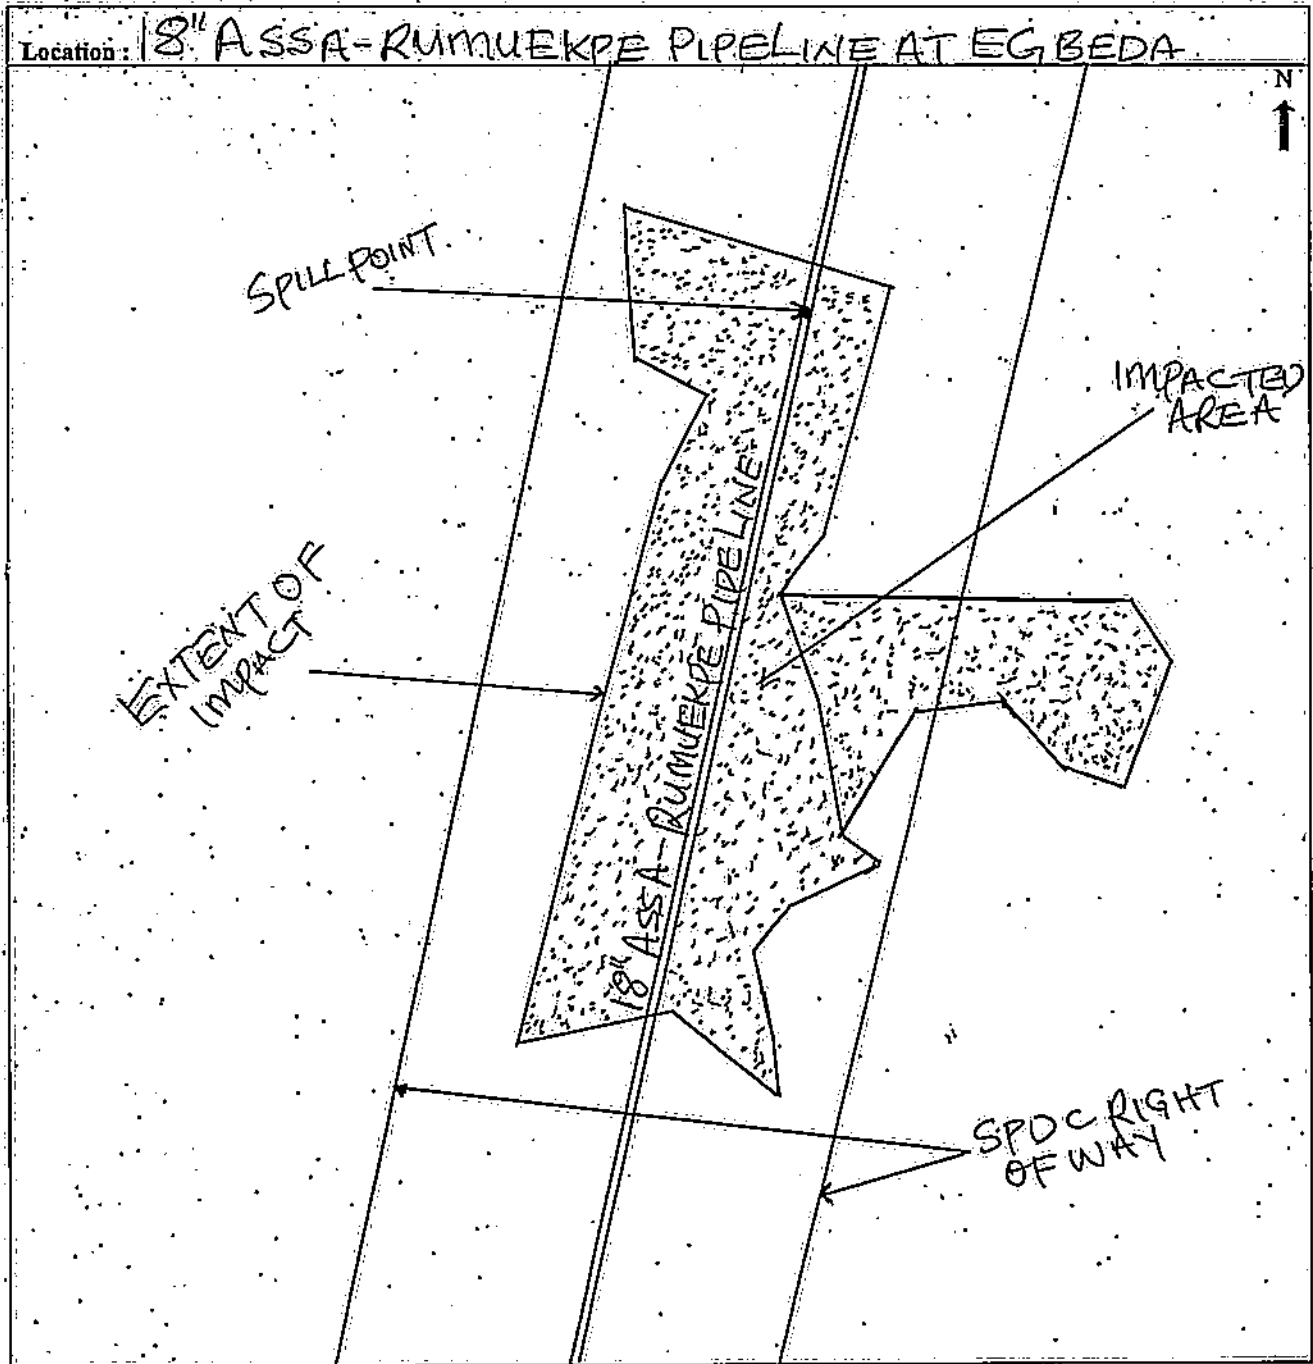 Location : 18" ASSA-RUMUEKPE PIPELINE AT EGBEDA
N
SPILL POINT
IMPACTED
AREA
EXTENT OF
IMPACT
18" ASSA-RUMUEKPE PIPELINE
SPDC RIGHT
OF WAY